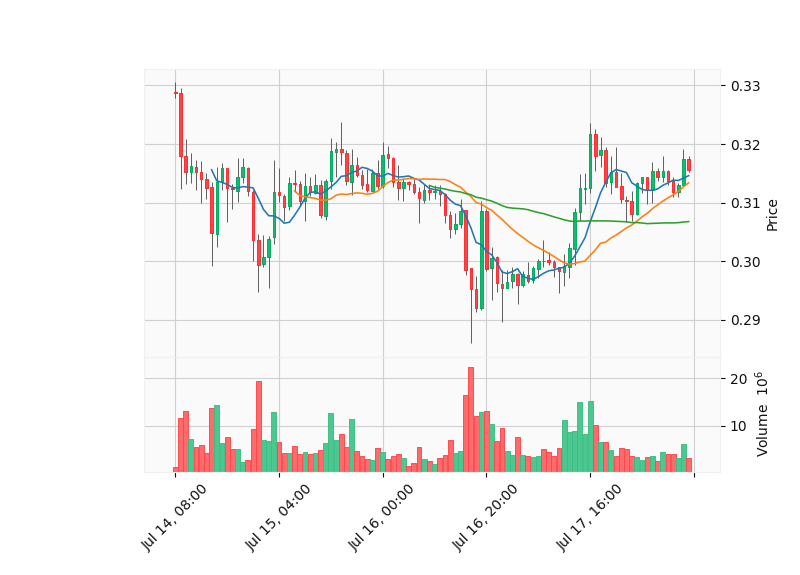 0.33
0.32
0.31
0.30
0.29
Price
20
10
Volume 10^6
Jul 14, 08:00
Jul 15, 04:00
Jul 16, 00:00
Jul 16, 20:00
Jul 17, 16:00